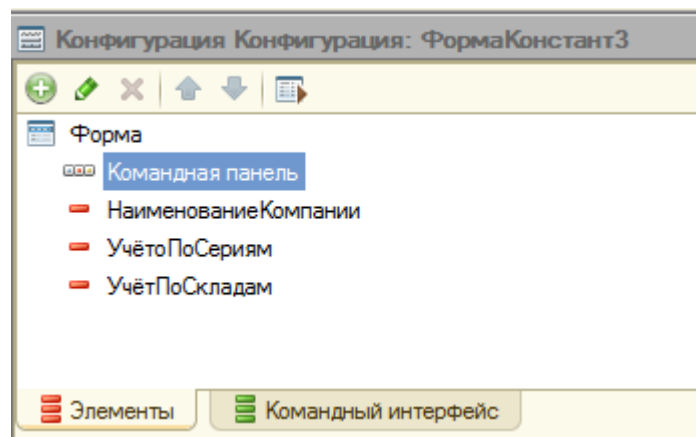 Конфигурация Конфигурация: ФормаКонстант3
Форма
Командная панель
НаименованиеКомпании
УчётоПоСериям
УчётПоСкладам
Элементы
Командный интерфейс